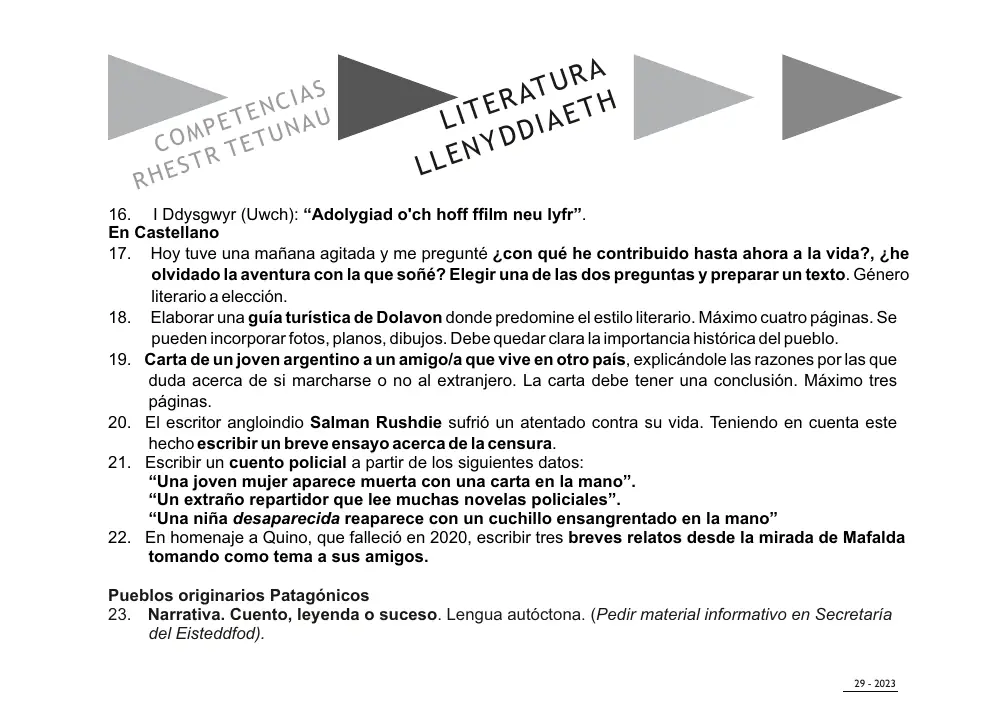 COMPETENCIAS
RHESTR TETUNAU
LITERATURA
LLENYDDIAETH
16. I Ddysgwyr (Uwch): “Adolygiad o'ch hoff ffilm neu lyfr”.
En Castellano
17. Hoy tuve una mañana agitada y me pregunté ¿con qué he contribuido hasta ahora a la vida?, ¿he
olvidado la aventura con la que soñé? Elegir una de las dos preguntas y preparar un texto. Género
literario a elección.
18. Elaborar una guía turística de Dolavon donde predomine el estilo literario. Máximo cuatro páginas. Se
pueden incorporar fotos, planos, dibujos. Debe quedar clara la importancia histórica del pueblo.
19. Carta de un joven argentino a un amigo/a que vive en otro país, explicándole las razones por las que
duda acerca de si marcharse o no al extranjero. La carta debe tener una conclusión. Máximo tres
páginas.
20. El escritor angloindio Salman Rushdie sufrió un atentado contra su vida. Teniendo en cuenta este
hecho escribir un breve ensayo acerca de la censura.
21. Escribir un cuento policial a partir de los siguientes datos:
“Una joven mujer aparece muerta con una carta en la mano”.
“Un extraño repartidor que lee muchas novelas policiales”.
“Una niña desaparecida reaparece con un cuchillo ensangrentado en la mano”
22. En homenaje a Quino, que falleció en 2020, escribir tres breves relatos desde la mirada de Mafalda
tomando como tema a sus amigos.
Pueblos originarios Patagónicos
23. Narrativa. Cuento, leyenda o suceso. Lengua autóctona. (Pedir material informativo en Secretaría
del Eisteddfod).
29 - 2023